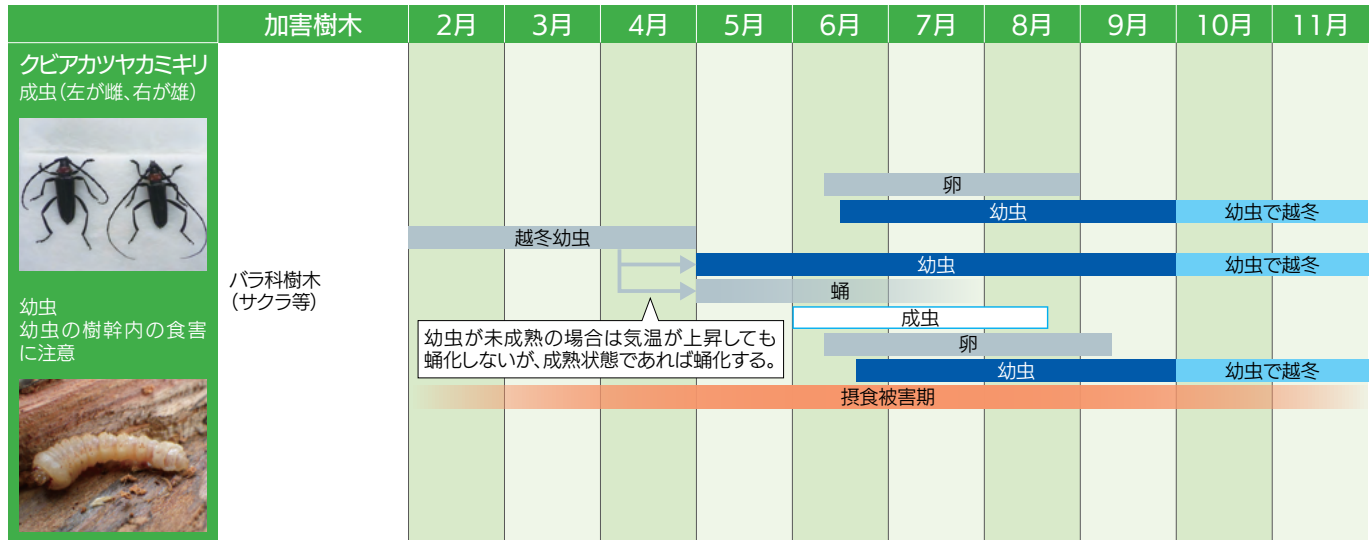 加害樹木
2月
3月
4月
5月
6月
7月
8月
9月
10月
11月
クビアカツヤカミキリ
成虫(左が雌、右が雄)
幼虫
幼虫の樹幹内の食害
に注意
バラ科樹木
(サクラ等)
卵
幼虫
幼虫で越冬
越冬幼虫
幼虫
幼虫で越冬
蛹
成虫
幼虫が未成熟の場合は気温が上昇しても
蛹化しないが、成熟状態であれば蛹化する。
卵
幼虫
幼虫で越冬
摂食被害期